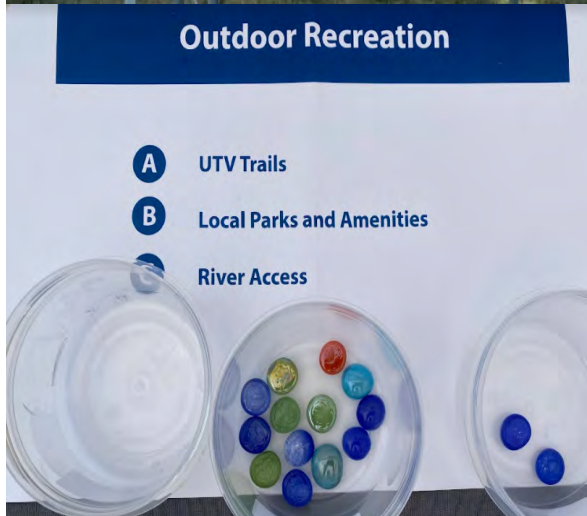 Outdoor Recreation
A UTV Trails
B Local Parks and Amenities
C River Access